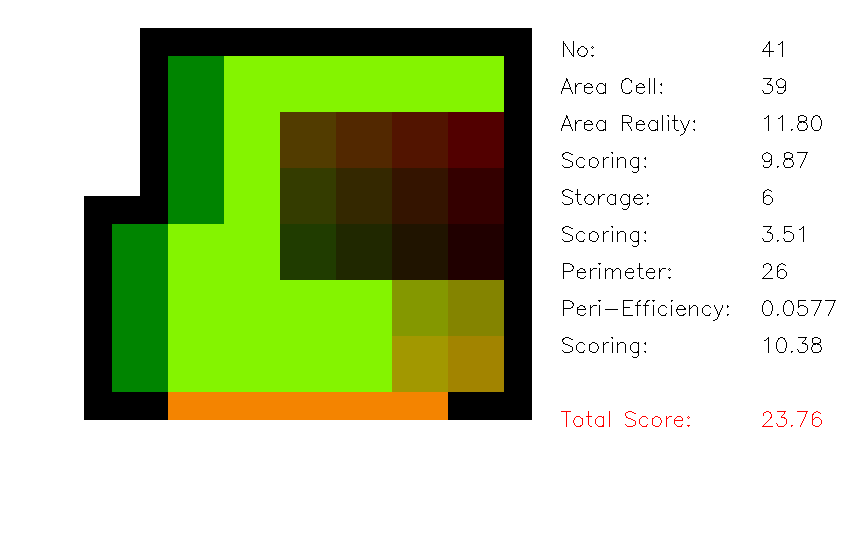 No: 41
Area Cell: 39
Area Reality: 11.80
Scoring: 9.87
Storage: 6
Scoring: 3.51
Perimeter: 26
Peri-Efficiency: 0.0577
Scoring: 10.38
Total Score: 23.76